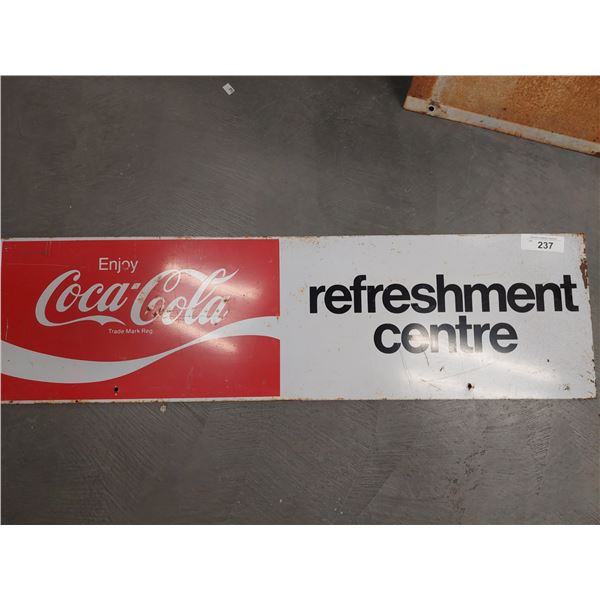 Enjoy
Coca-Cola
Trade Mark Reg.
refreshment
centre
237